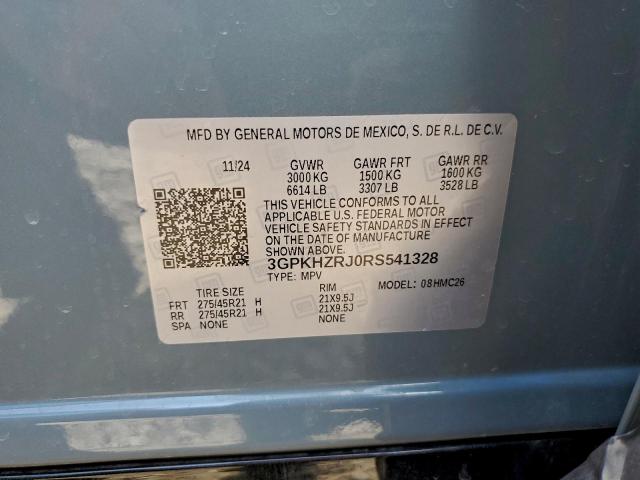 MFD BY GENERAL MOTORS DE MEXICO, S. DE R.L. DE C.V.
11/24 GVWR GAWR FRT GAWR RR
3000 KG 1500 KG 1600 KG
6614 LB 3307 LB 3528 LB
THIS VEHICLE CONFORMS TO ALL
APPLICABLE U.S. FEDERAL MOTOR
VEHICLE SAFETY STANDARDS IN EFFECT
ON THE DATE OF MANUFACTURE
SHOWN ABOVE.
3GPKHZRJ0RS541328
TYPE: MPV MODEL: 08HMC26
TIRE SIZE RIM
FRT 275/45R21 H 21X9.5J
RR 275/45R21 H 21X9.5J
SPA NONE NONE